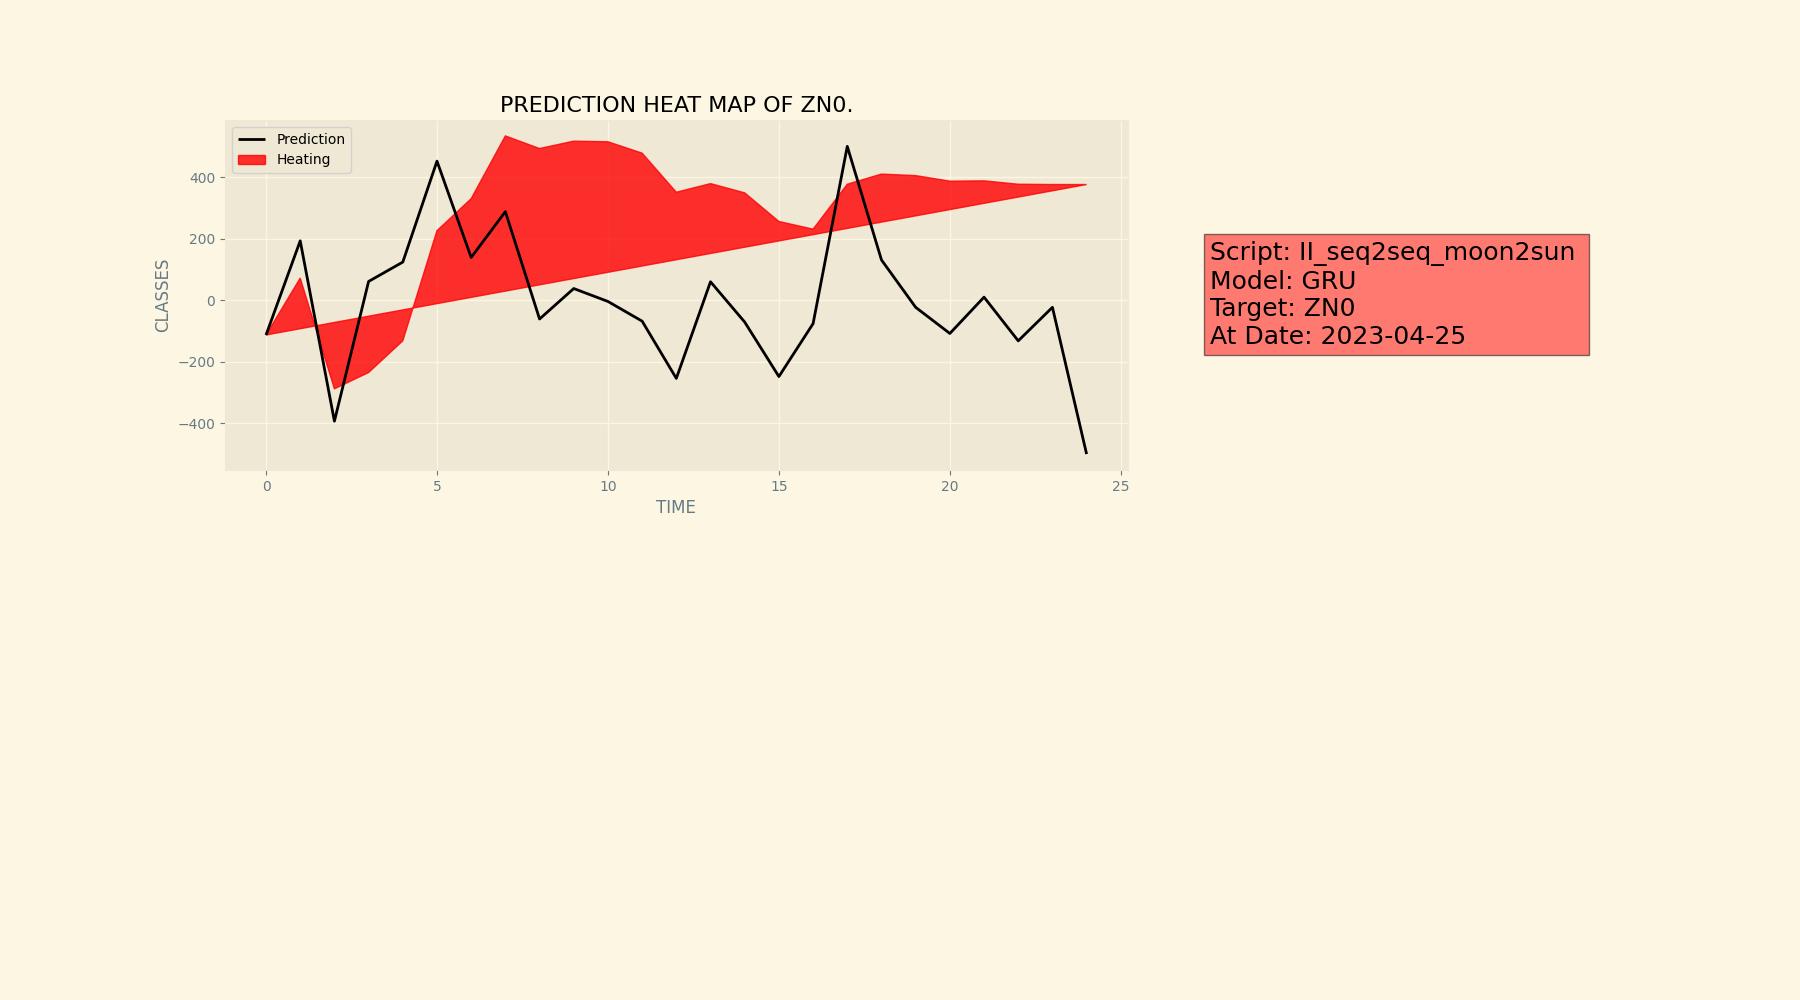 PREDICTION HEAT MAP OF ZN0.
Prediction
Heating
CLASSES
400
200
0
−200
−400
0 5 10 15 20 25
TIME
Script: II_seq2seq_moon2sun
Model: GRU
Target: ZN0
At Date: 2023-04-25